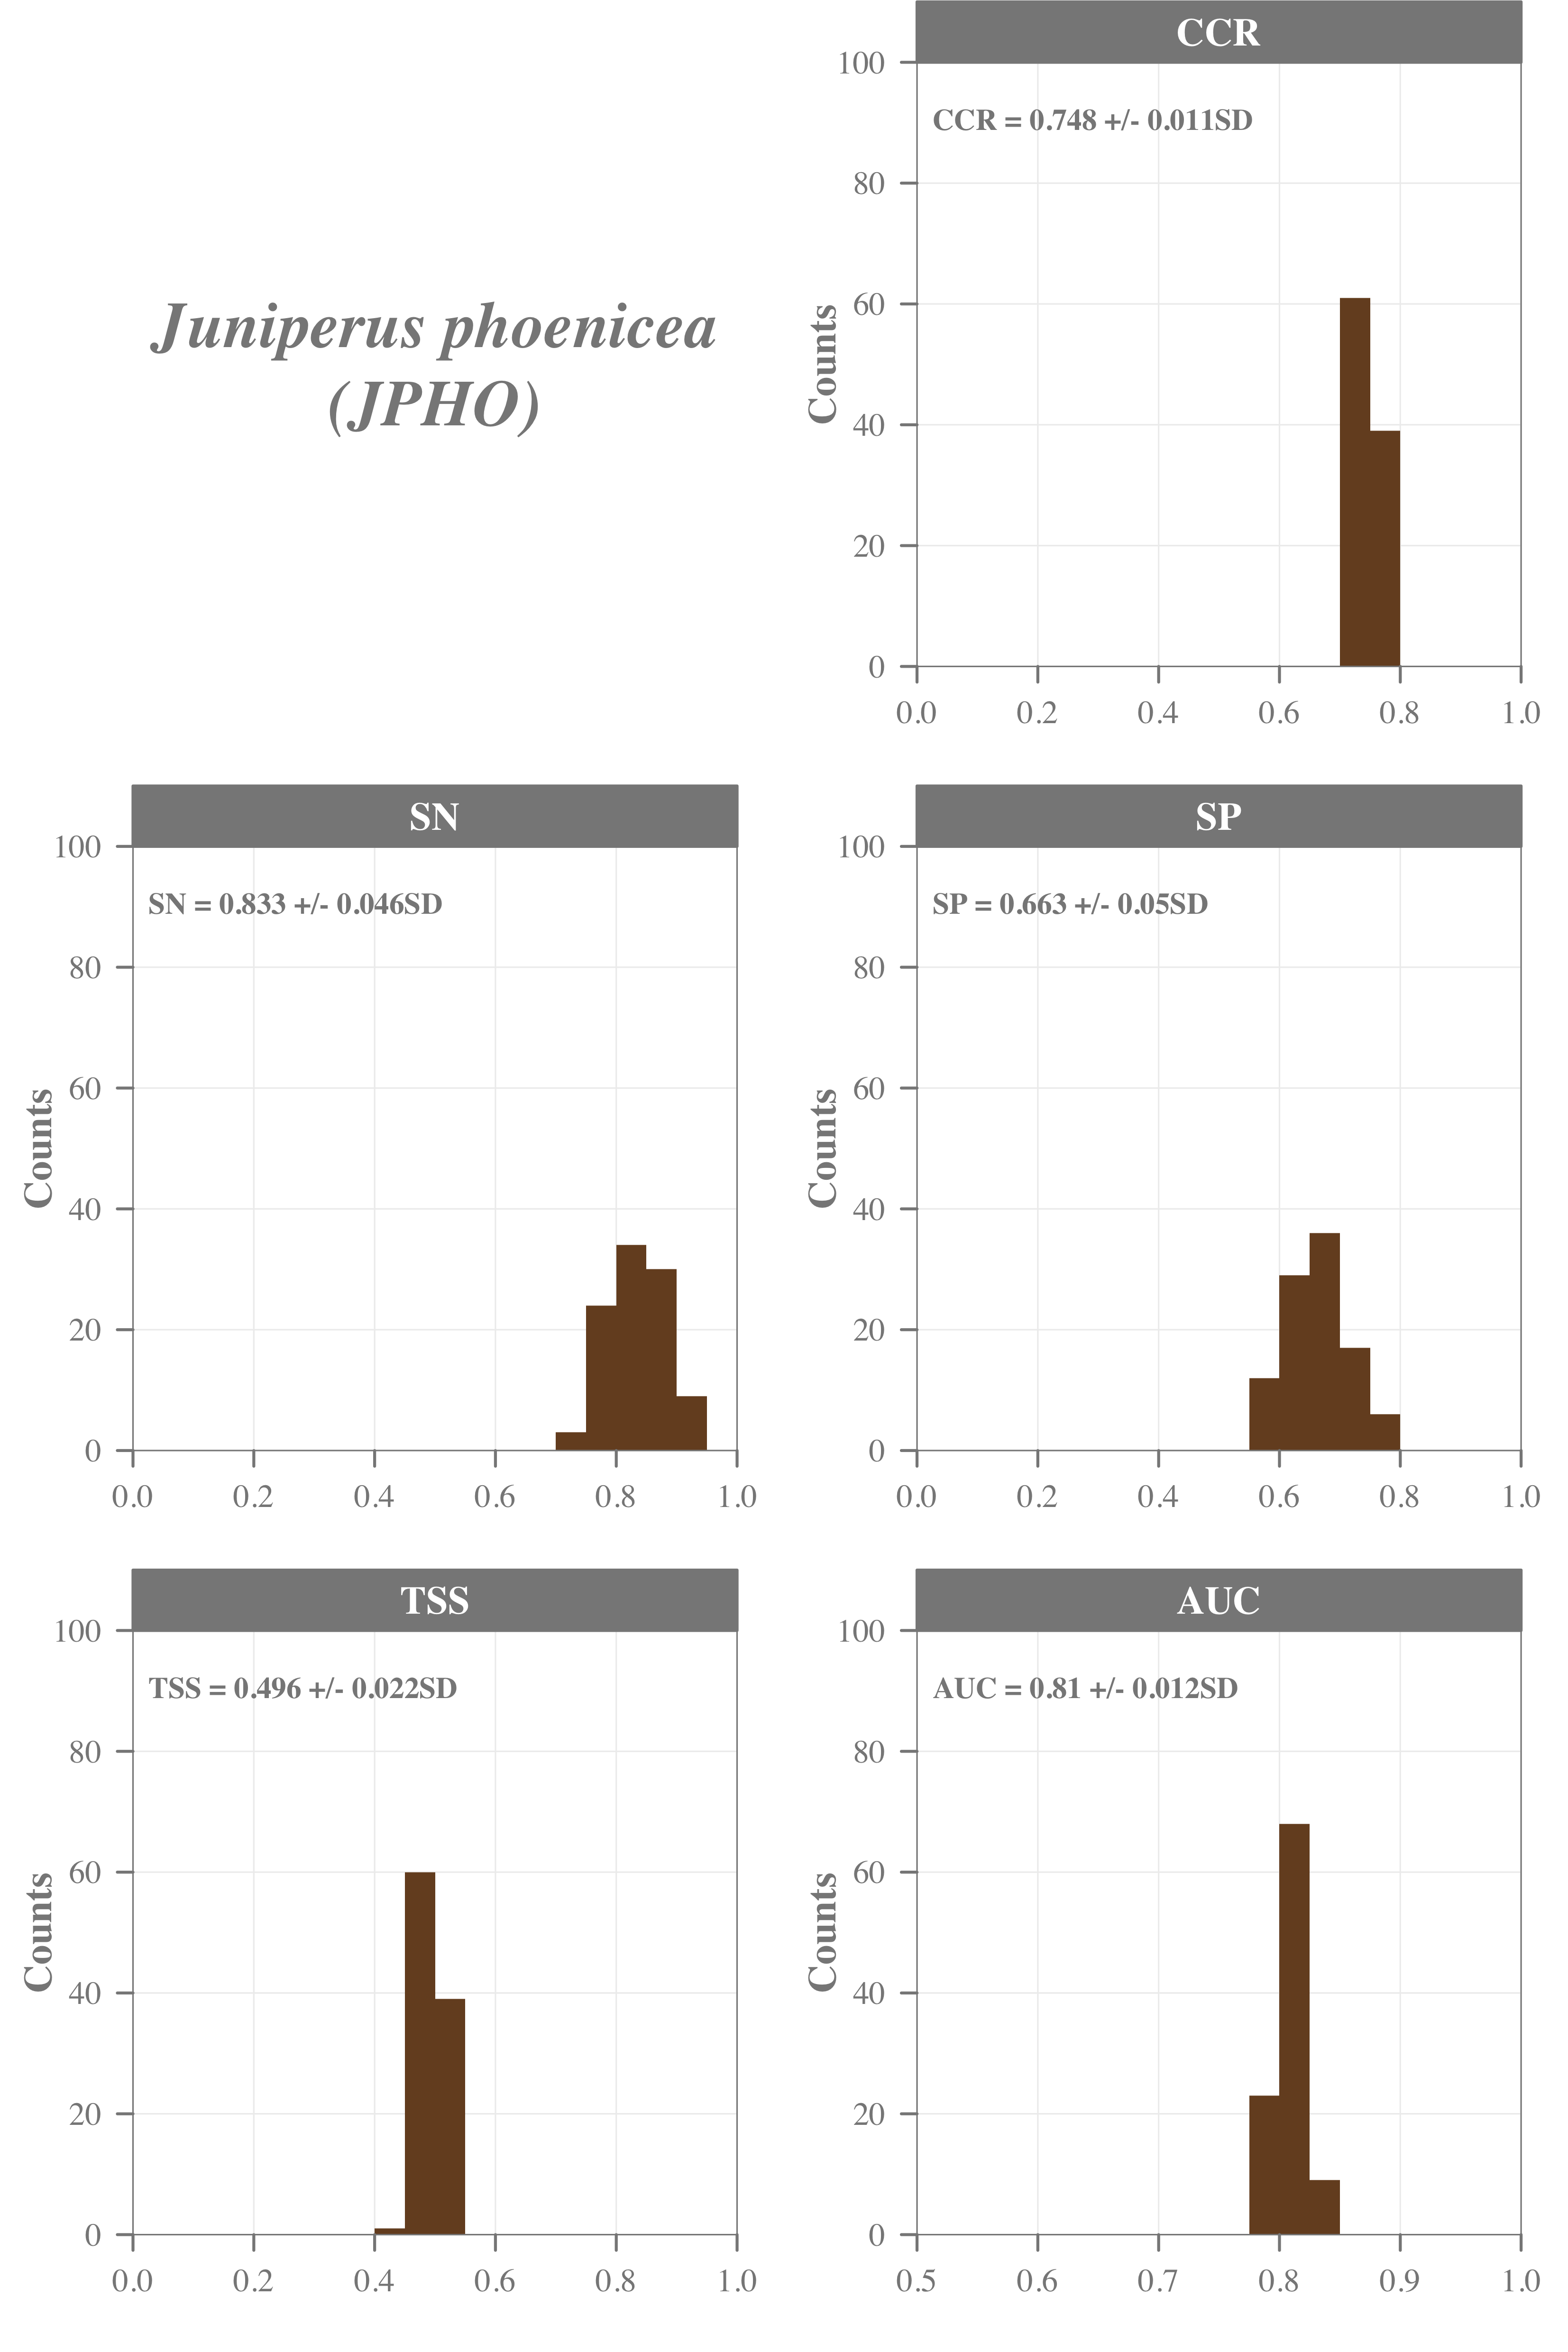 Juniperus phoenicea
(JPHO)
CCR
CCR = 0.748 +/- 0.011SD
Counts
100
80
60
40
20
0
0.0 0.2 0.4 0.6 0.8 1.0
SN
SN = 0.833 +/- 0.046SD
Counts
100
80
60
40
20
0
0.0 0.2 0.4 0.6 0.8 1.0
SP
SP = 0.663 +/- 0.05SD
Counts
100
80
60
40
20
0
0.0 0.2 0.4 0.6 0.8 1.0
TSS
TSS = 0.496 +/- 0.022SD
Counts
100
80
60
40
20
0
0.0 0.2 0.4 0.6 0.8 1.0
AUC
AUC = 0.81 +/- 0.012SD
Counts
100
80
60
40
20
0
0.5 0.6 0.7 0.8 0.9 1.0